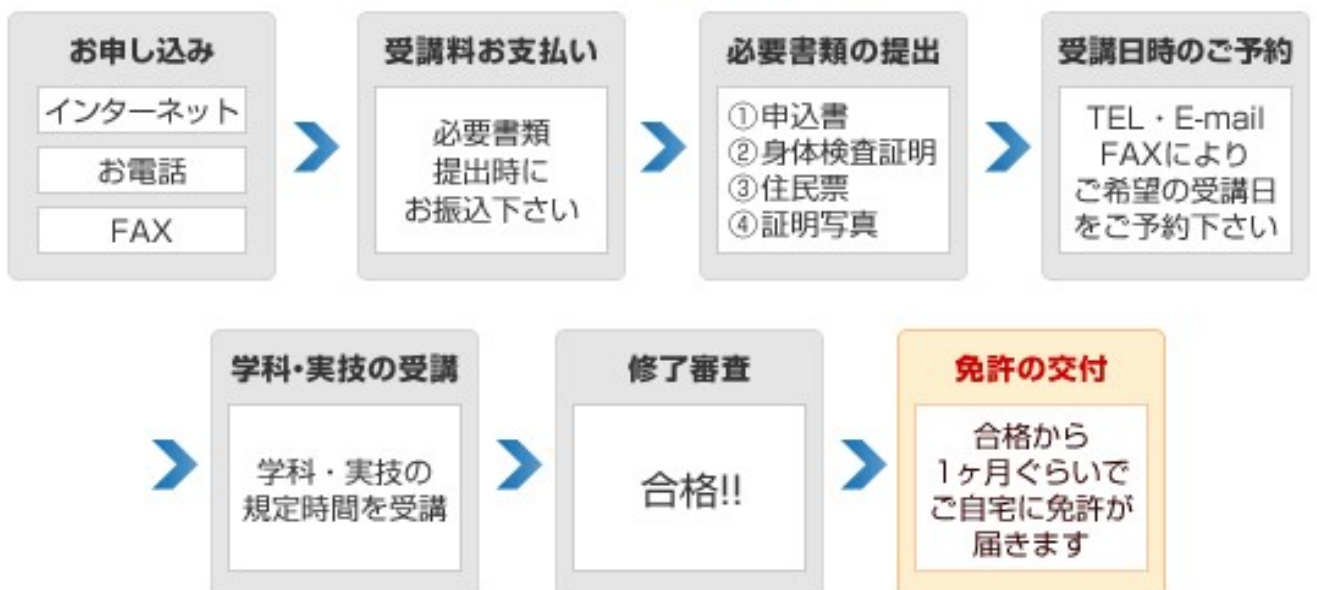 お申し込み
インターネット
お電話
FAX
受講料お支払い
必要書類
提出時に
お振込下さい
必要書類の提出
①申込書
②身体検査証明
③住民票
④証明写真
受講日時のご予約
TEL・E-mail
FAXにより
ご希望の受講日
をご予約下さい
学科・実技の受講
学科・実技の
規定時間を受講
修了審査
合格!!
免許の交付
合格から
1ヶ月ぐらいで
ご自宅に免許が
届きます